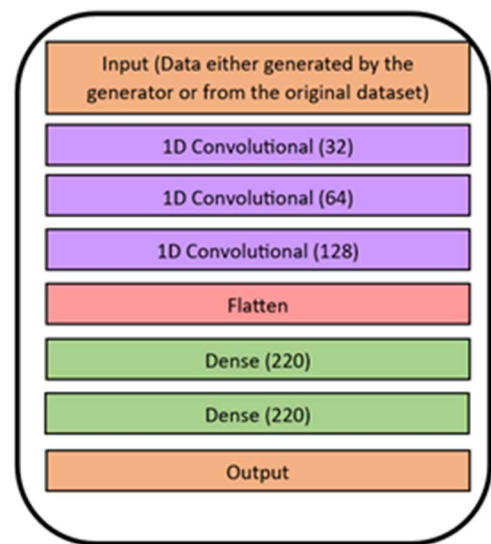 Input (Data either generated by the
generator or from the original dataset)
1D Convolutional (32)
1D Convolutional (64)
1D Convolutional (128)
Flatten
Dense (220)
Dense (220)
Output